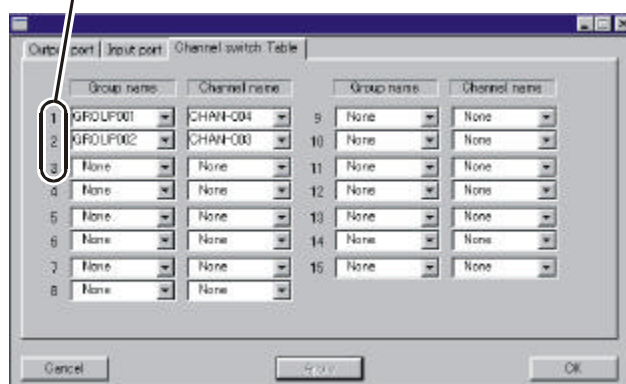 Output port Input port Channel switch Table
Group name Channel name Group name Channel name
1 GROUP001 CHAN-004 9 None None
2 GROUP002 CHAN-003 10 None None
3 None None 11 None None
4 None None 12 None None
5 None None 13 None None
6 None None 14 None None
7 None None 15 None None
8 None None
Cancel Apply OK